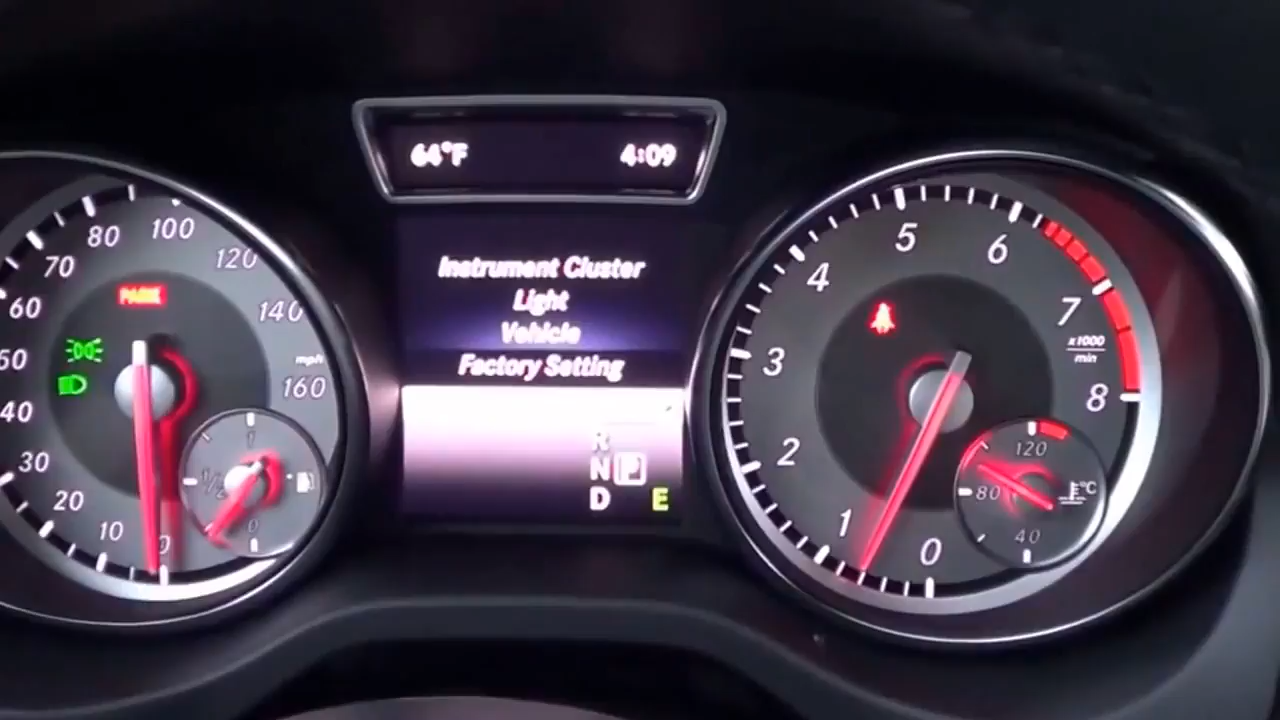 64°F 4:09
Instrument Cluster
Light
Vehicle
Factory Setting
R
N P
D E
PARK
0
10
20
30
40
50
60
70
80
100
120
140
160
mph
1
1/2
0
0
1
2
3
4
5
6
7
8
x1000
min
120
80
40
°C